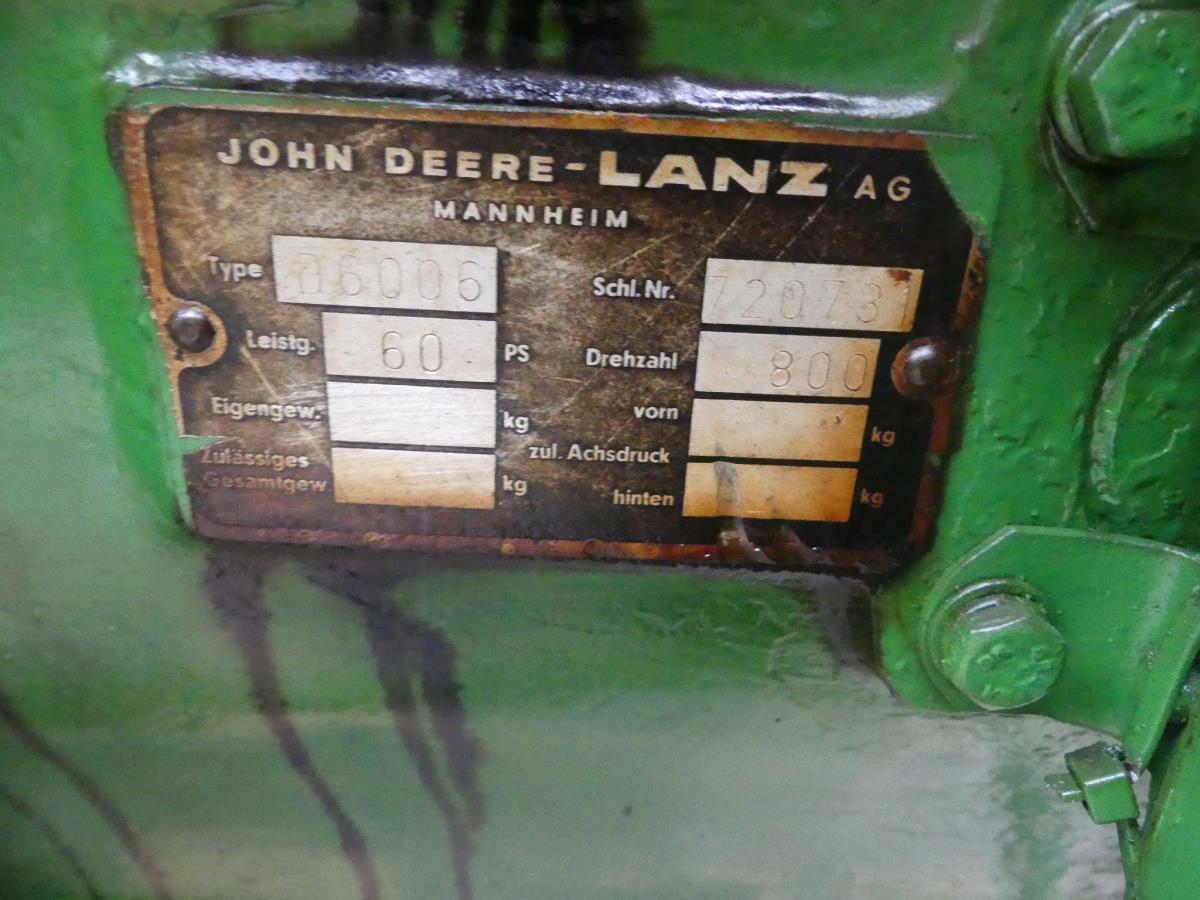 JOHN DEERE-LANZ AG
MANNHEIM
Type D6006 Schl. Nr. 720731
Leistg. 60 PS Drehzahl 800
Eigengew. kg vorn kg
zul. Achsdruck
Zulässiges
Gesamtgew kg hinten kg